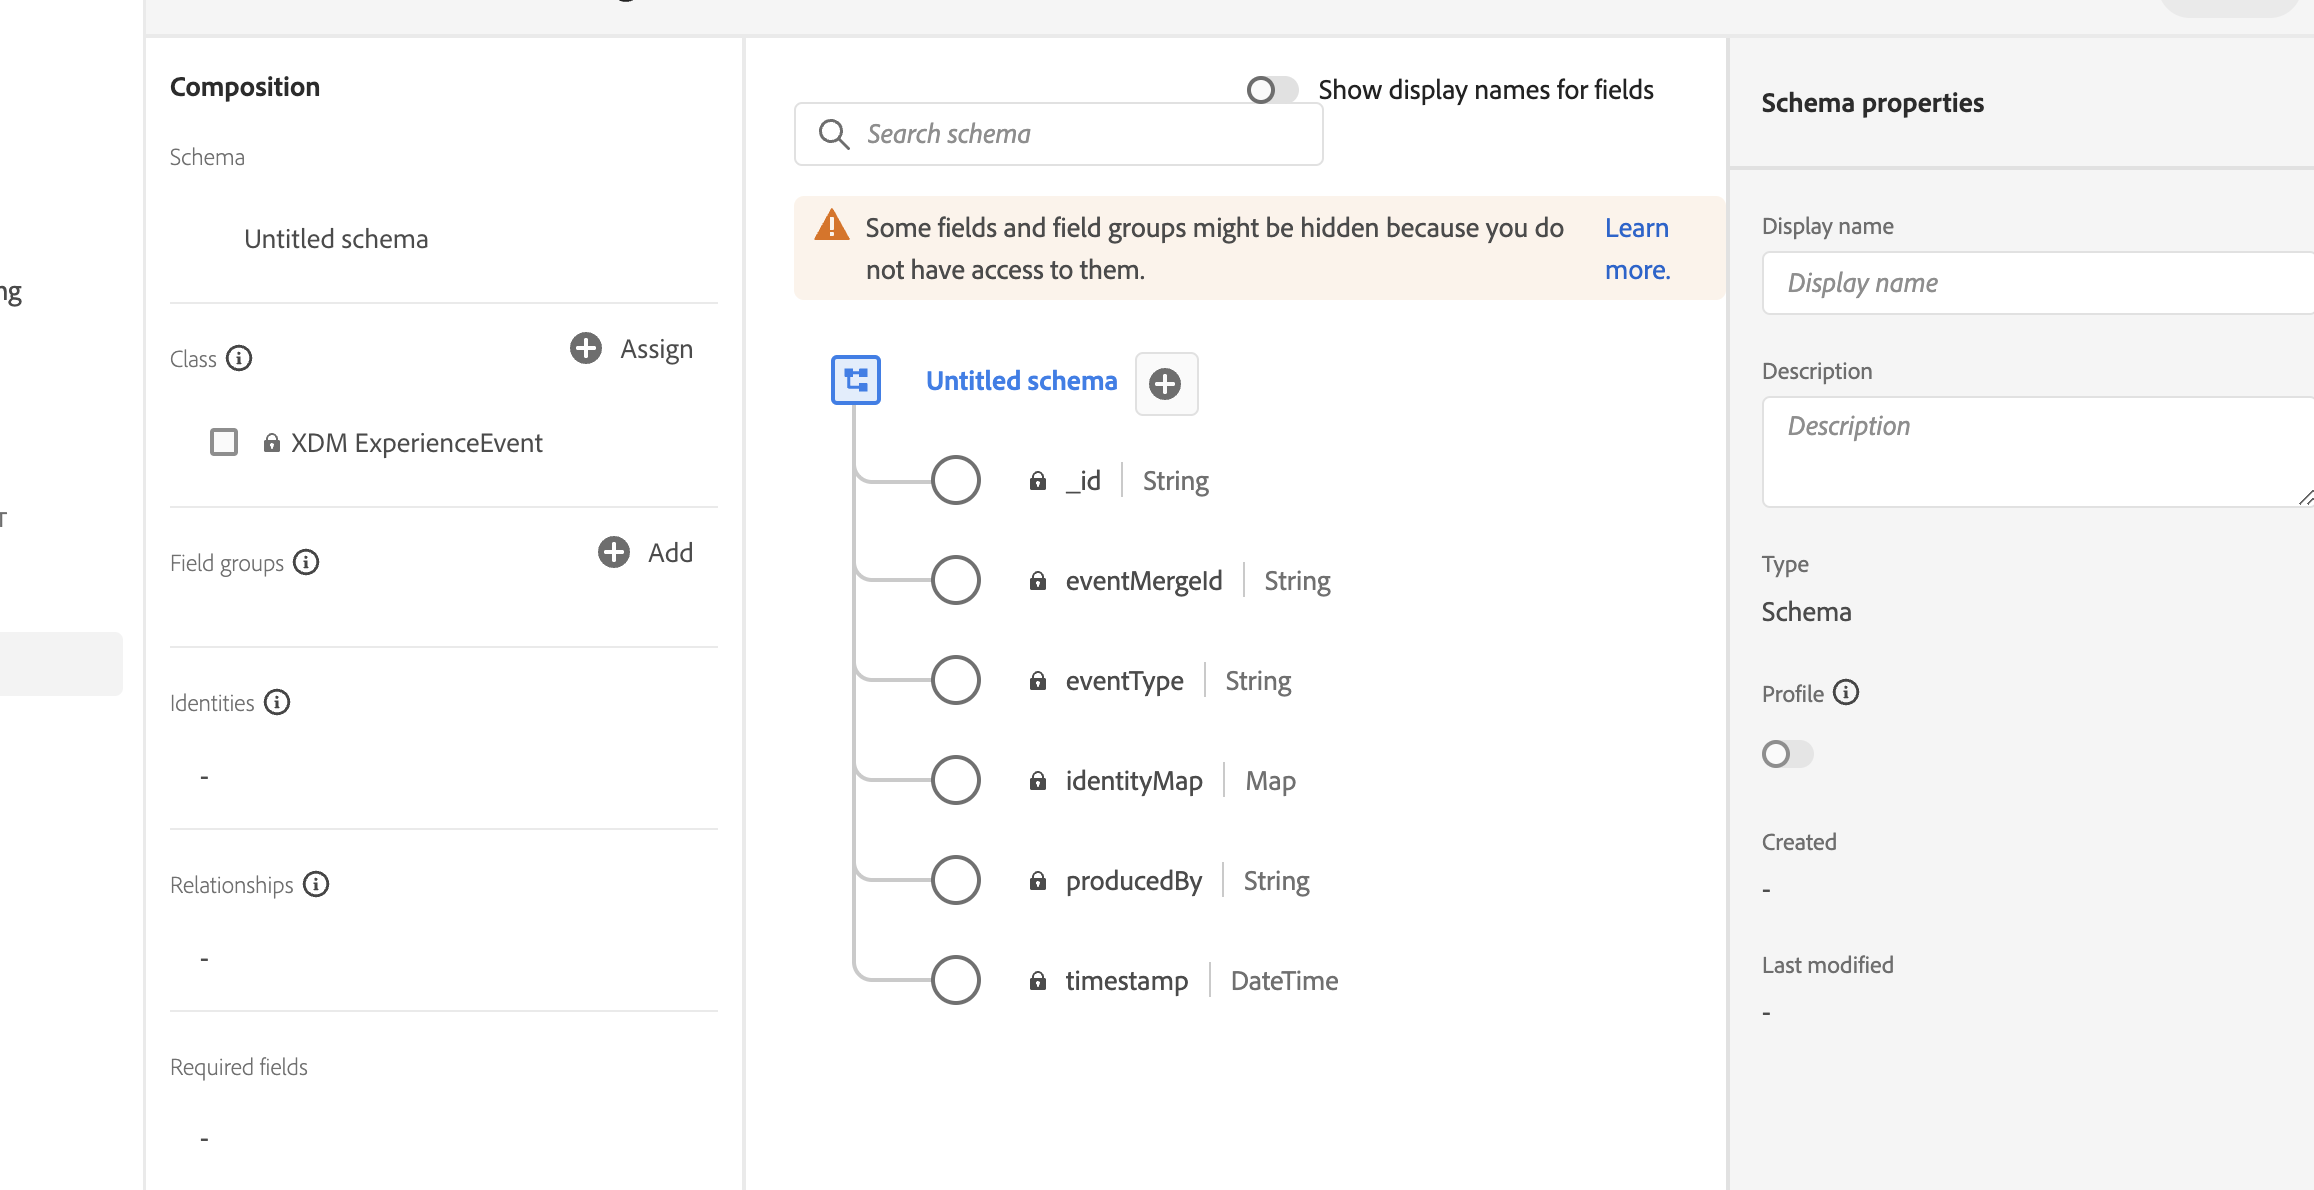 Composition
Schema
Untitled schema
Class
Assign
XDM ExperienceEvent
Field groups
Add
Identities
-
Relationships
-
Required fields
-
Show display names for fields
Search schema
Some fields and field groups might be hidden because you do
not have access to them.
Learn
more.
Untitled schema
_id | String
eventMergeId | String
eventType | String
identityMap | Map
producedBy | String
timestamp | DateTime
Schema properties
Display name
Display name
Description
Description
Type
Schema
Profile
Created
-
Last modified
-